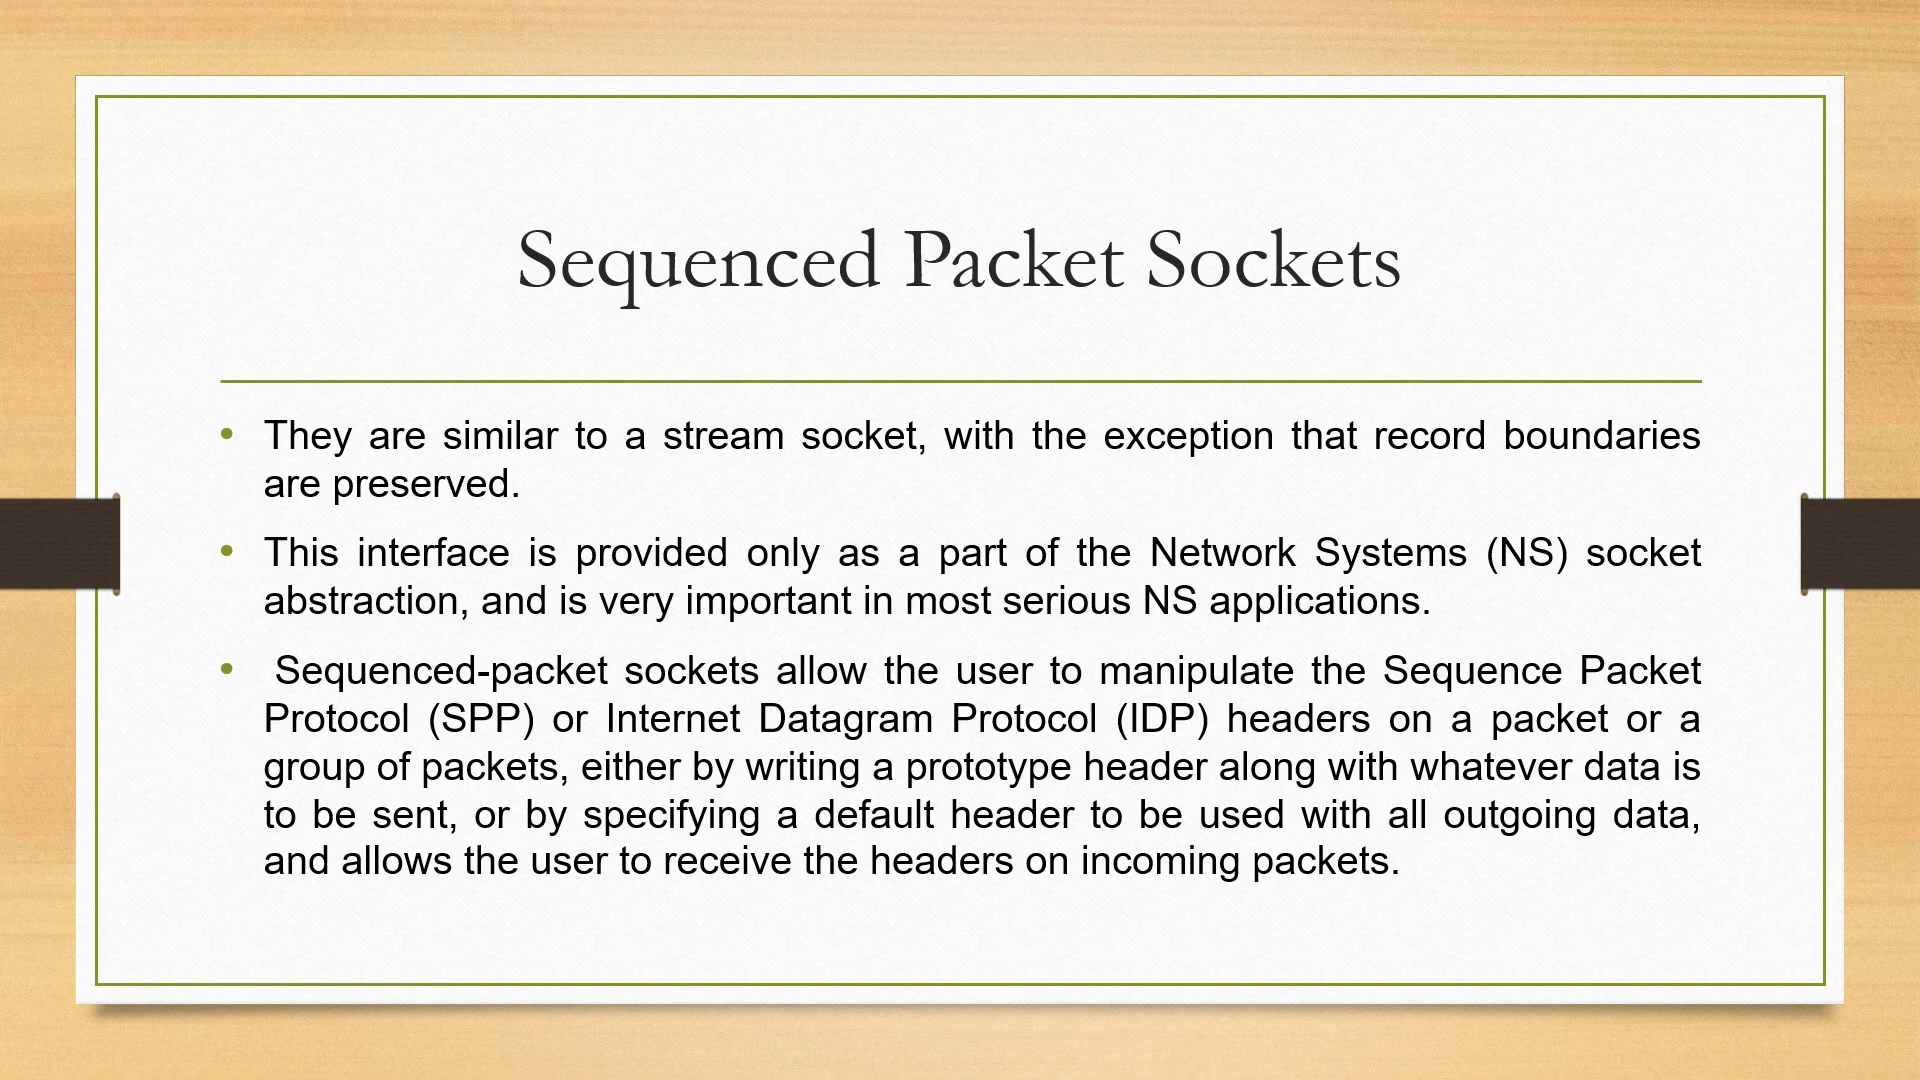 Sequenced Packet Sockets
• They are similar to a stream socket, with the exception that record boundaries
are preserved.
• This interface is provided only as a part of the Network Systems (NS) socket
abstraction, and is very important in most serious NS applications.
• Sequenced-packet sockets allow the user to manipulate the Sequence Packet
Protocol (SPP) or Internet Datagram Protocol (IDP) headers on a packet or a
group of packets, either by writing a prototype header along with whatever data is
to be sent, or by specifying a default header to be used with all outgoing data,
and allows the user to receive the headers on incoming packets.